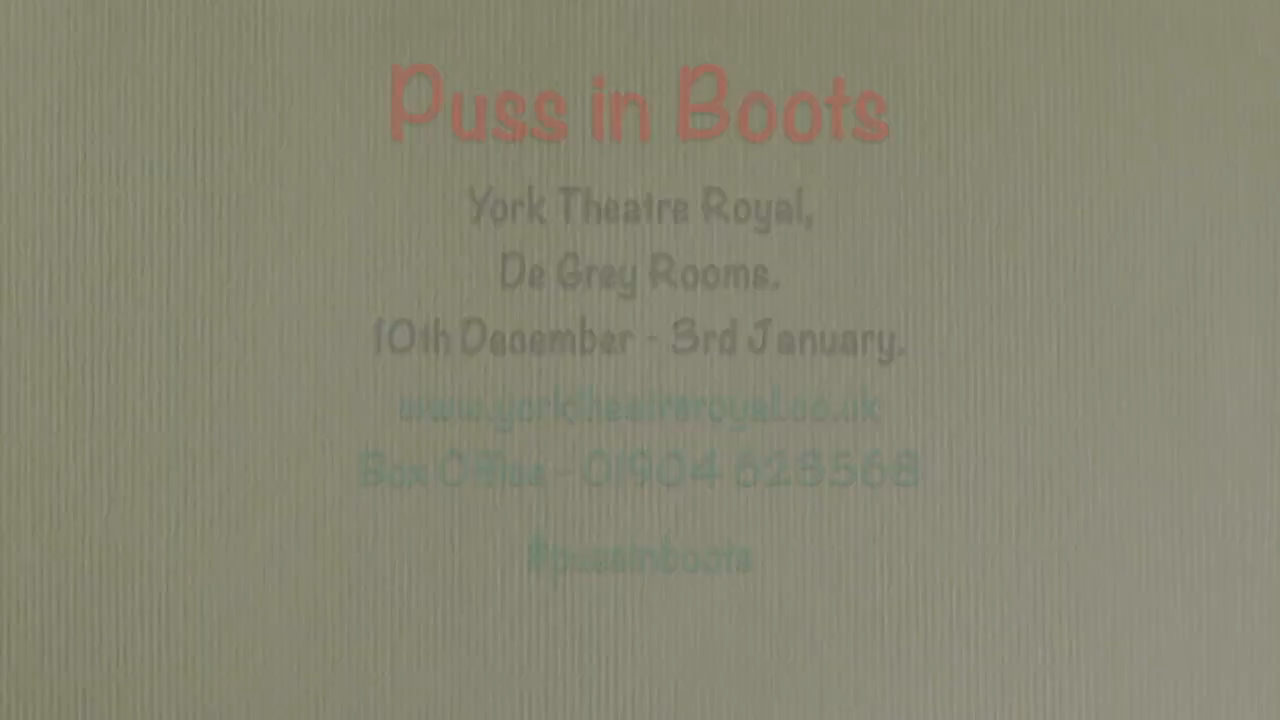 Puss in Boots
York Theatre Royal,
De Grey Rooms.
10th December - 3rd January.
www.yorktheatreroyal.co.uk
Box Office - 01904 623568
#pussinboots